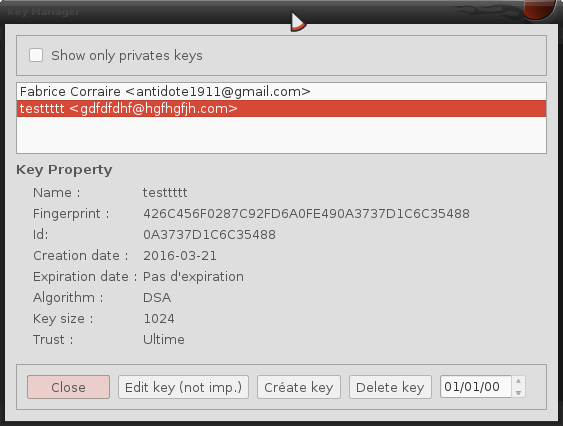 Key Manager
Show only privates keys
Fabrice Corraire <antidote1911@gmail.com>
testtttt <gdfdfdhf@hgfhgfjh.com>
Key Property
Name : testtttt
Fingerprint : 426C456F0287C92FD6A0FE490A3737D1C6C35488
Id: 0A3737D1C6C35488
Creation date : 2016-03-21
Expiration date : Pas d'expiration
Algorithm : DSA
Key size : 1024
Trust : Ultime
Close Edit key (not imp.) Créate key Delete key 01/01/00